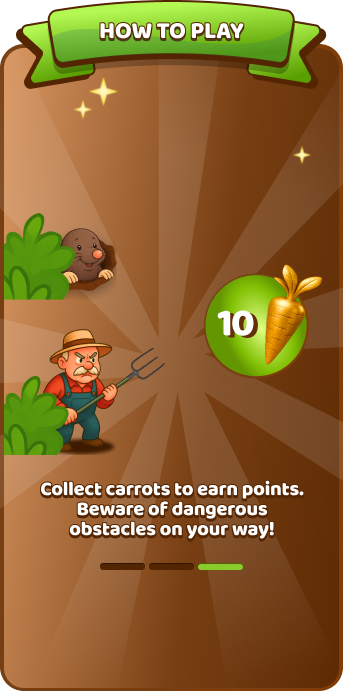 HOW TO PLAY
10
Collect carrots to earn points.
Beware of dangerous
obstacles on your way!